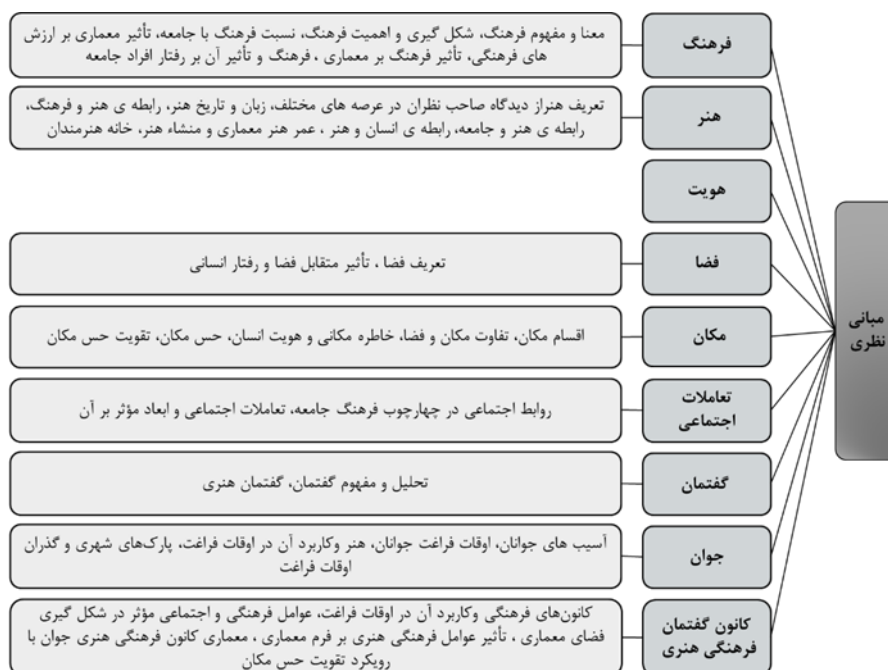 مبانی
نظری
فرهنگ
معنا و مفهوم فرهنگ، شکل گیری و اهمیت فرهنگ، نسبت فرهنگ با جامعه، تأثیر معماری بر ارزش
های فرهنگی، تأثیر فرهنگ بر معماری ، فرهنگ و تأثیر آن بر رفتار افراد جامعه
هنر
تعریف هنراز دیدگاه صاحب نظران در عرصه های مختلف، زبان و تاریخ هنر، رابطه ی هنر و فرهنگ،
رابطه ی هنر و جامعه، رابطه ی انسان و هنر ، عمر هنر معماری و منشاء هنر، خانه هنرمندان
هویت
فضا
تعریف فضا ، تأثیر متقابل فضا و رفتار انسانی
مکان
اقسام مکان، تفاوت مکان و فضا، خاطره مکانی و هویت انسان، حس مکان، تقویت حس مکان
تعاملات
اجتماعی
روابط اجتماعی در چهارچوب فرهنگ جامعه، تعاملات اجتماعی و ابعاد مؤثر بر آن
گفتمان
تحلیل و مفهوم گفتمان، گفتمان هنری
جوان
آسیب های جوانان، اوقات فراغت جوانان، هنر وکاربرد آن در اوقات فراغت، پارک‌های شهری و گذران
اوقات فراغت
کانون گفتمان
فرهنگی هنری
کانون‌های فرهنگی وکاربرد آن در اوقات فراغت، عوامل فرهنگی و اجتماعی مؤثر در شکل گیری
فضای معماری ، تأثیر عوامل فرهنگی هنری بر فرم معماری ، معماری کانون فرهنگی هنری جوان با
رویکرد تقویت حس مکان